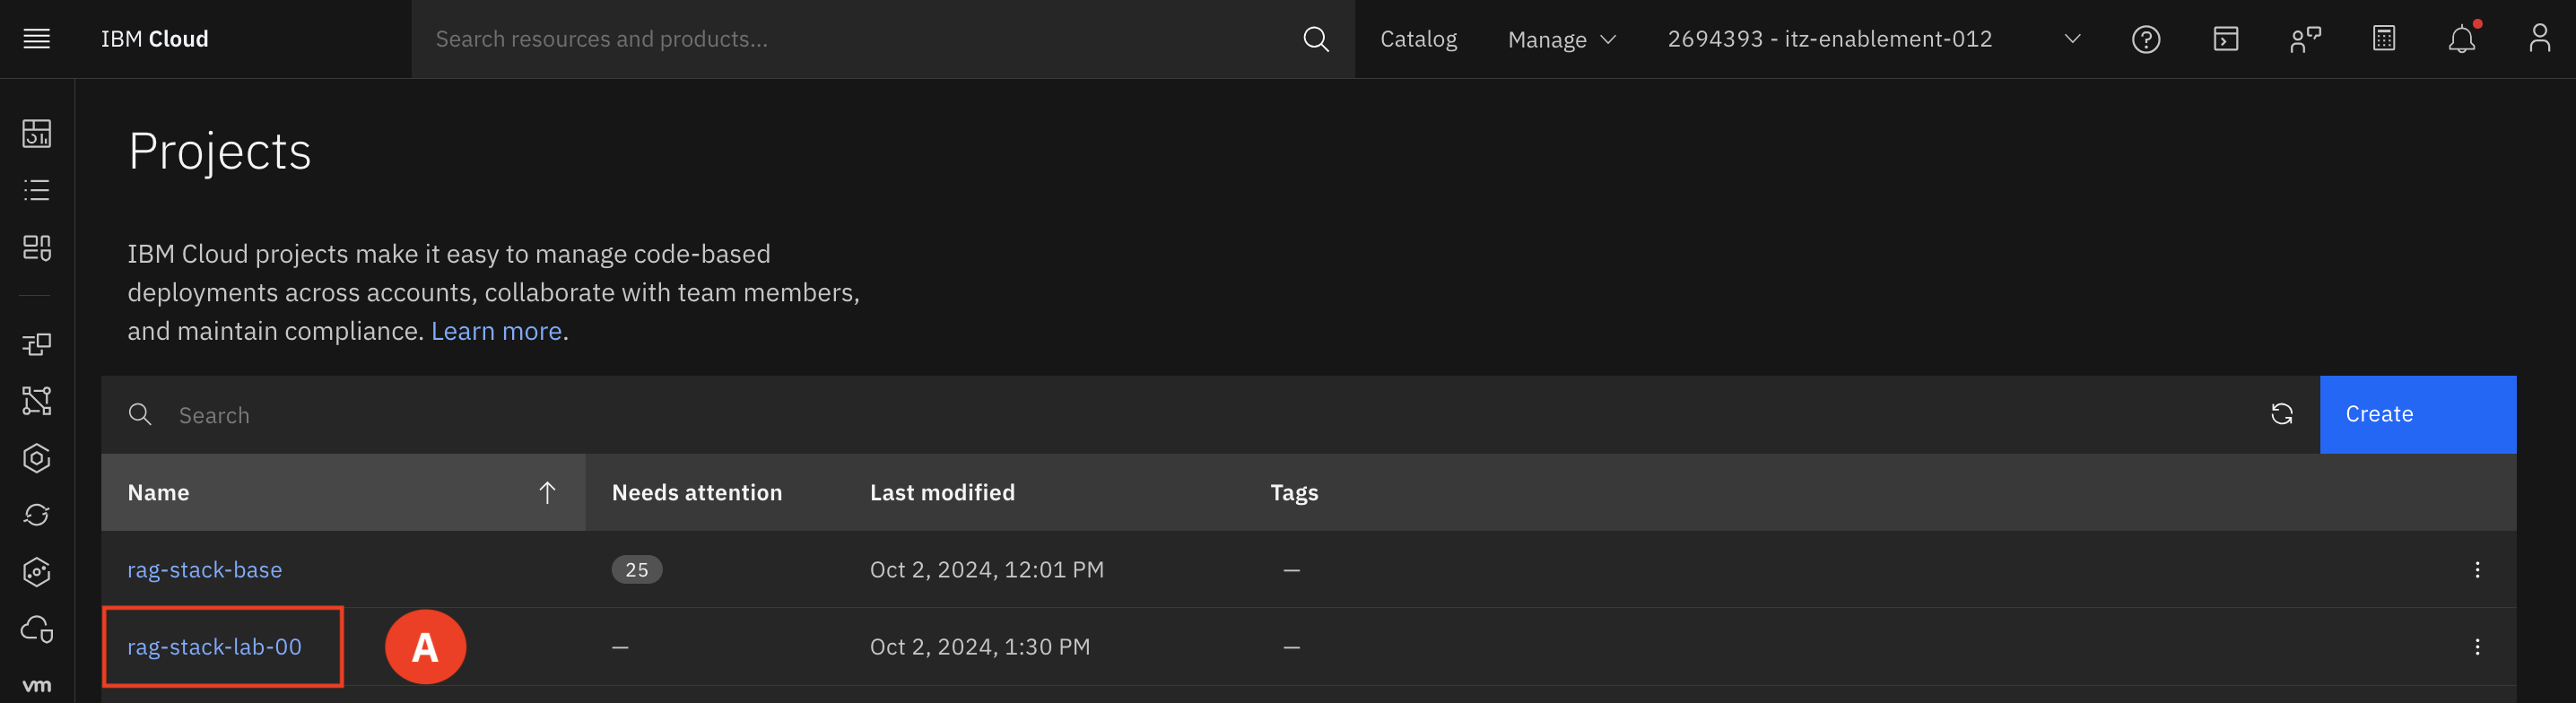 IBM Cloud
Search resources and products...
Catalog
Manage
2694393 - itz-enablement-012
Projects
IBM Cloud projects make it easy to manage code-based
deployments across accounts, collaborate with team members,
and maintain compliance. Learn more.
Search
Create
Name
Needs attention
Last modified
Tags
rag-stack-base
25
Oct 2, 2024, 12:01 PM
—
rag-stack-lab-00
A
—
Oct 2, 2024, 1:30 PM
—
vm